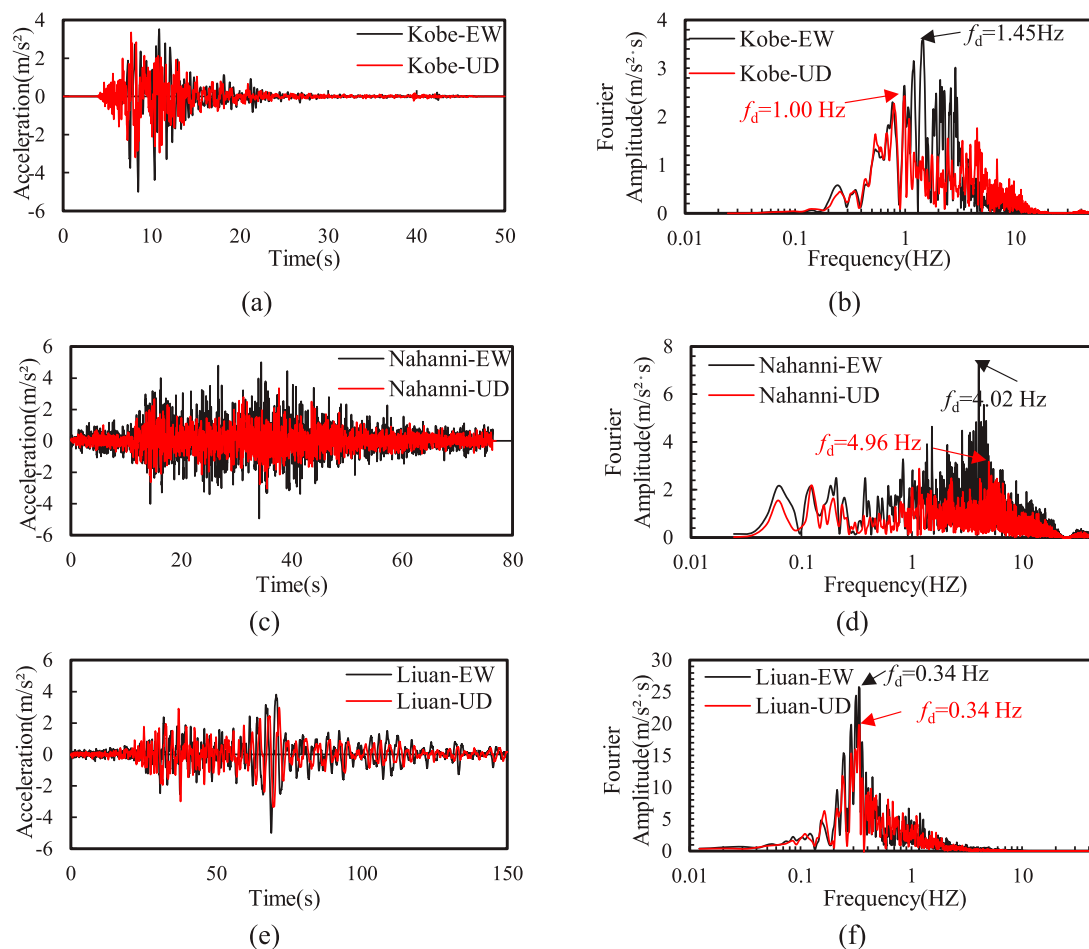 4
2
0
-2
-4
-6
Acceleration(m/s²)
Kobe-EW
Kobe-UD
0 10 20 30 40 50
Time(s)
(a)
4
3
2
1
0
Fourier
Amplitude(m/s²·s)
Kobe-EW
Kobe-UD
fd=1.45Hz
fd=1.00 Hz
0.01 0.1 1 10
Frequency(HZ)
(b)
6
4
2
0
-2
-4
-6
Acceleration(m/s²)
Nahanni-EW
Nahanni-UD
0 20 40 60 80
Time(s)
(c)
8
6
4
2
0
Fourier
Amplitude(m/s²·s)
Nahanni-EW
Nahanni-UD
fd=4.02 Hz
fd=4.96 Hz
0.01 0.1 1 10
Frequency(HZ)
(d)
6
4
2
0
-2
-4
-6
Acceleration(m/s²)
Liuan-EW
Liuan-UD
0 50 100 150
Time(s)
(e)
30
25
20
15
10
5
0
Fourier
Amplitude(m/s²·s)
Liuan-EW
Liuan-UD
fd=0.34 Hz
fd=0.34 Hz
0.01 0.1 1 10
Frequency(HZ)
(f)